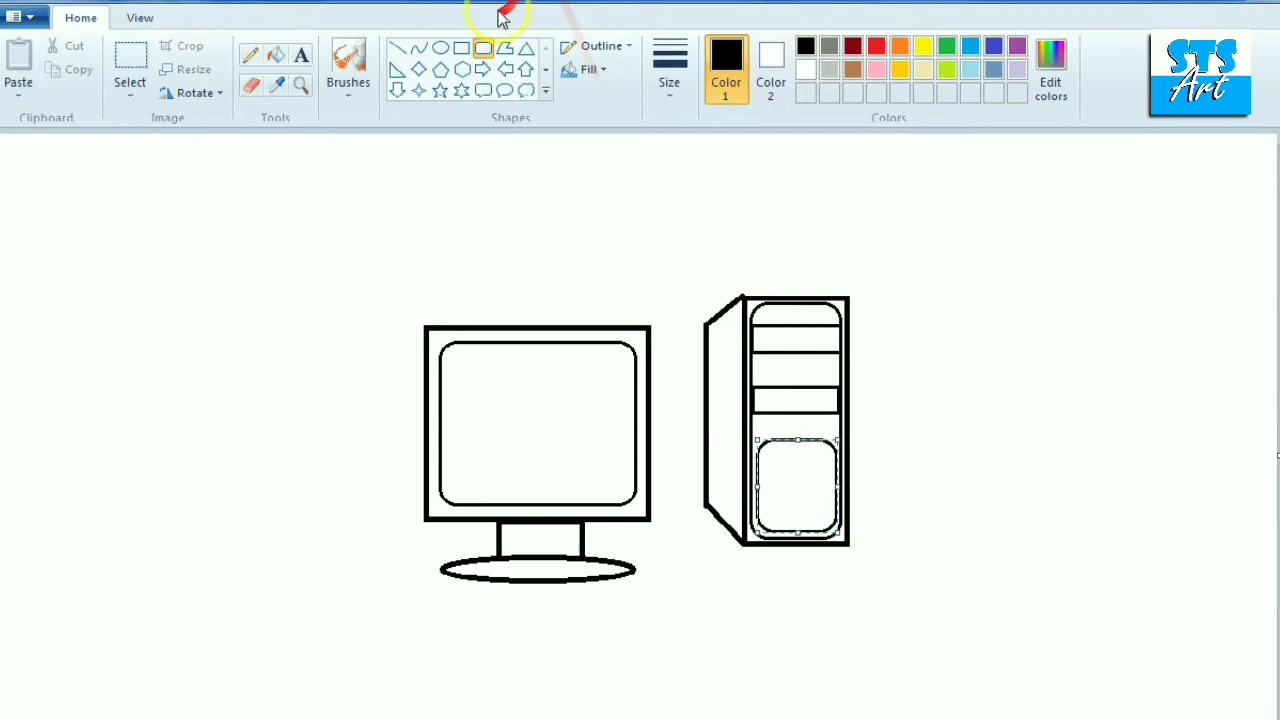 Home View
Paste
Cut
Copy
Clipboard
Select
Crop
Resize
Rotate
Image
A
Tools
Brushes
Shapes
Outline
Fill
Size
Color
1
Color
2
Edit
colors
Colors
STS
Art